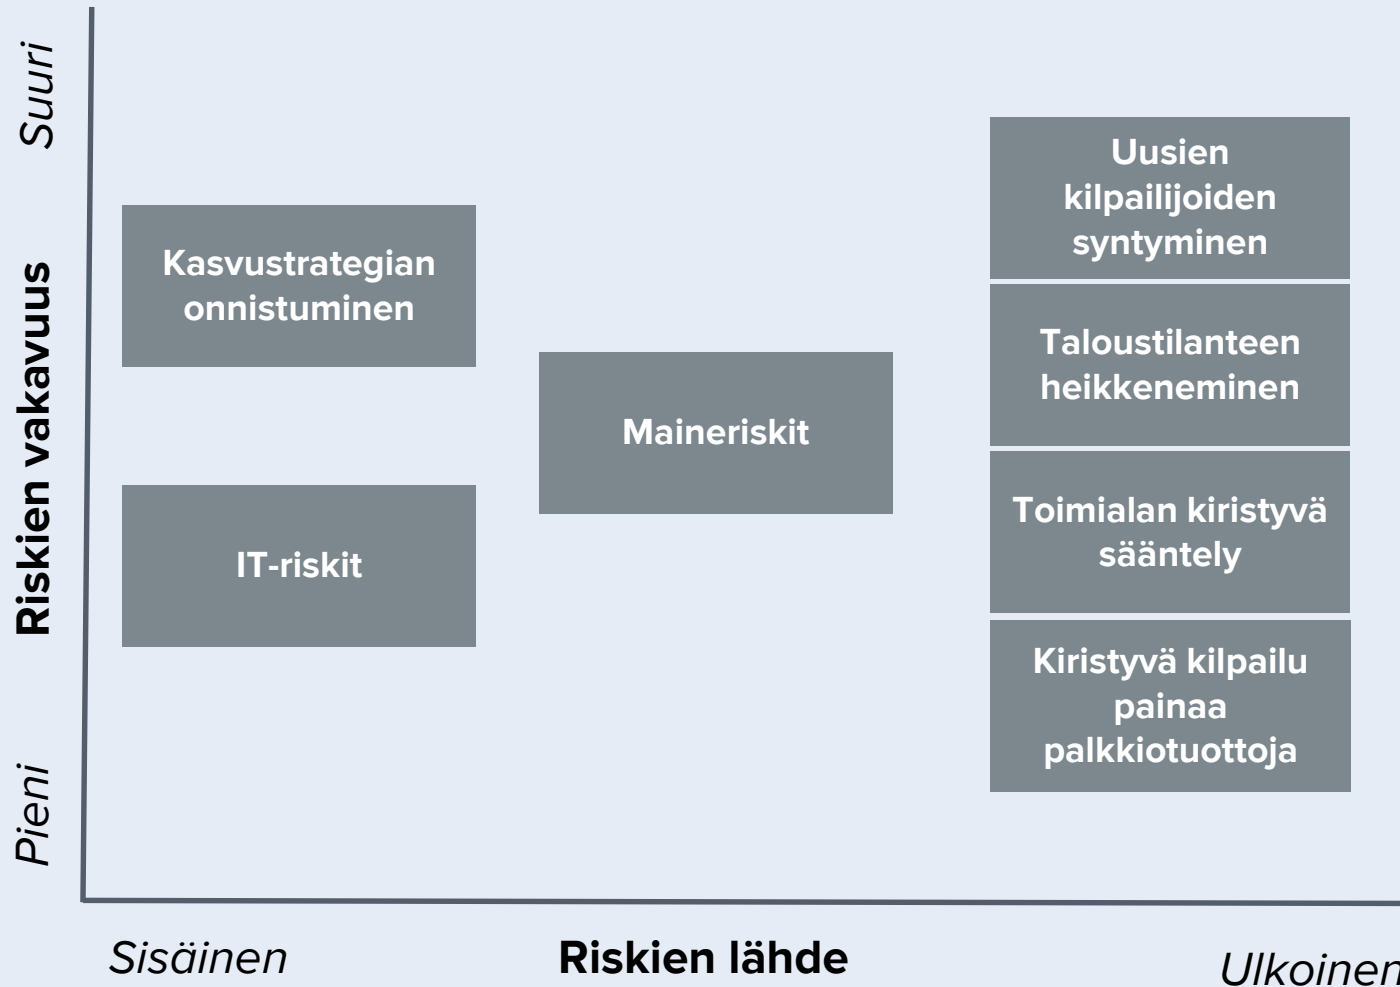 Suuri
Riskien vakavuus
Pieni
Kasvustrategian
onnistuminen
IT-riskit
Maineriskit
Uusien
kilpailijoiden
syntyminen
Taloustilanteen
heikkeneminen
Toimialan kiristyvä
sääntely
Kiristyvä kilpailu
painaa
palkkiotuottoja
Sisäinen
Riskien lähde
Ulkoinen